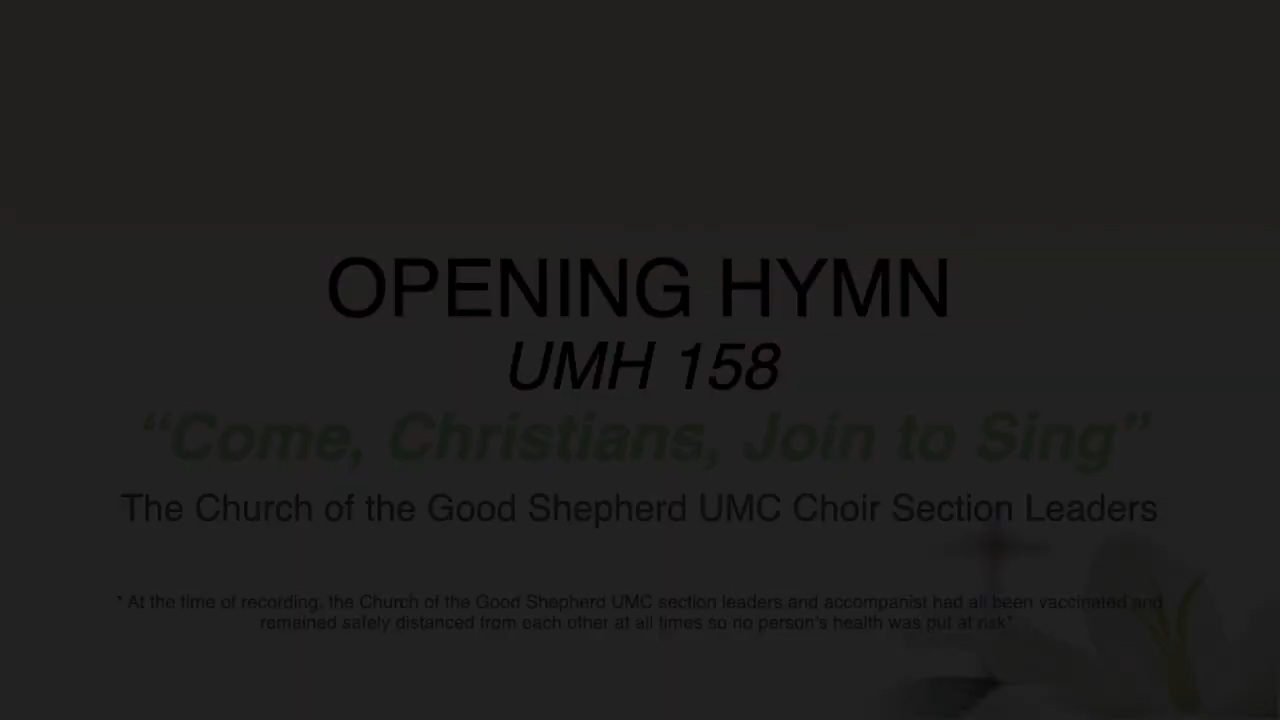 OPENING HYMN
UMH 158
“Come, Christians, Join to Sing”
The Church of the Good Shepherd UMC Choir Section Leaders
* At the time of recording, the Church of the Good Shepherd UMC section leaders and accompanist had all been vaccinated and
remained safely distanced from each other at all times so no person's health was put at risk*